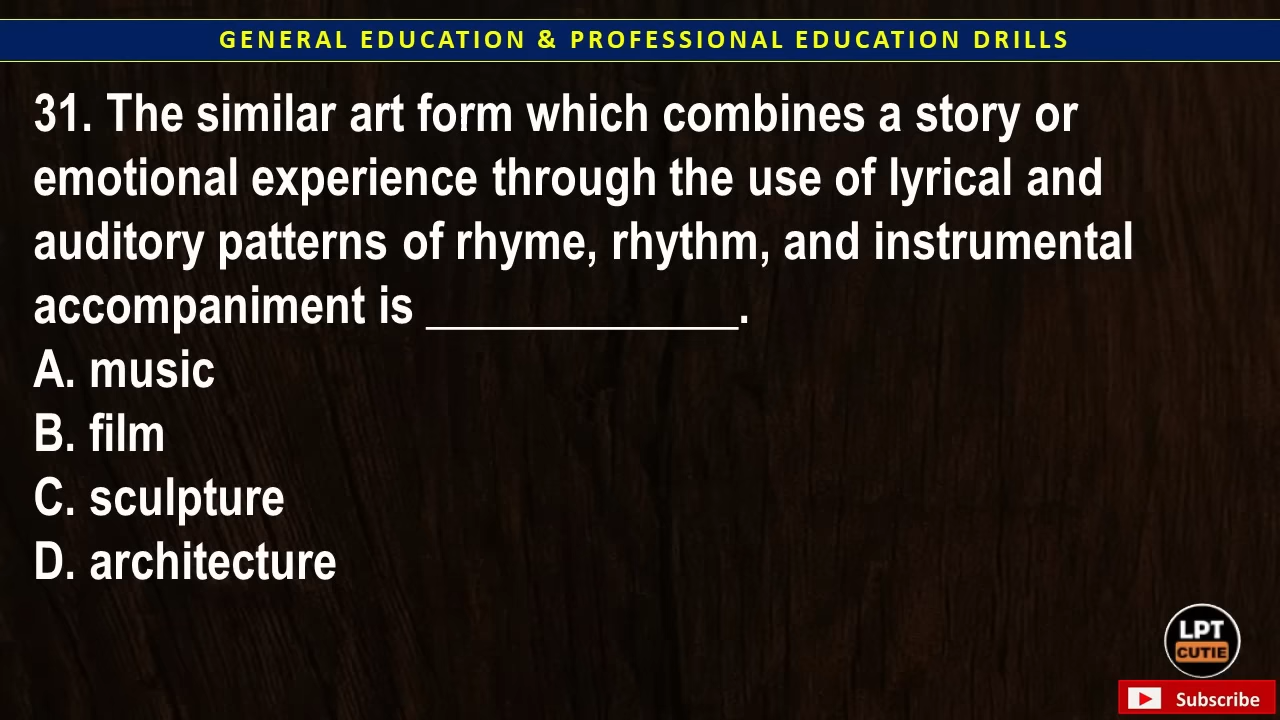 GENERAL EDUCATION & PROFESSIONAL EDUCATION DRILLS
31. The similar art form which combines a story or
emotional experience through the use of lyrical and
auditory patterns of rhyme, rhythm, and instrumental
accompaniment is ______________.
A. music
B. film
C. sculpture
D. architecture
LPT
CUTIE
Subscribe